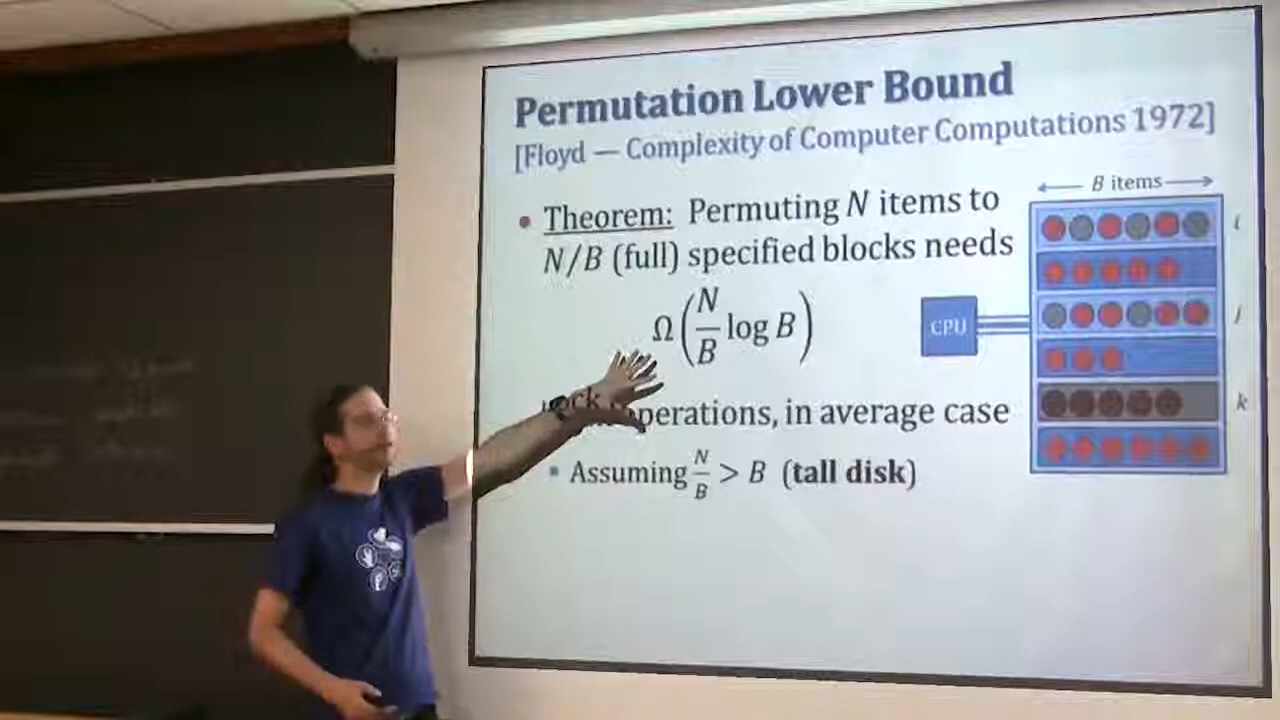 Permutation Lower Bound
[Floyd — Complexity of Computer Computations 1972]
• Theorem: Permuting N items to
N/B (full) specified blocks needs
Ω(N/B log B)
operations, in average case
• Assuming N/B > B (tall disk)
B items
CPU
i
j
k